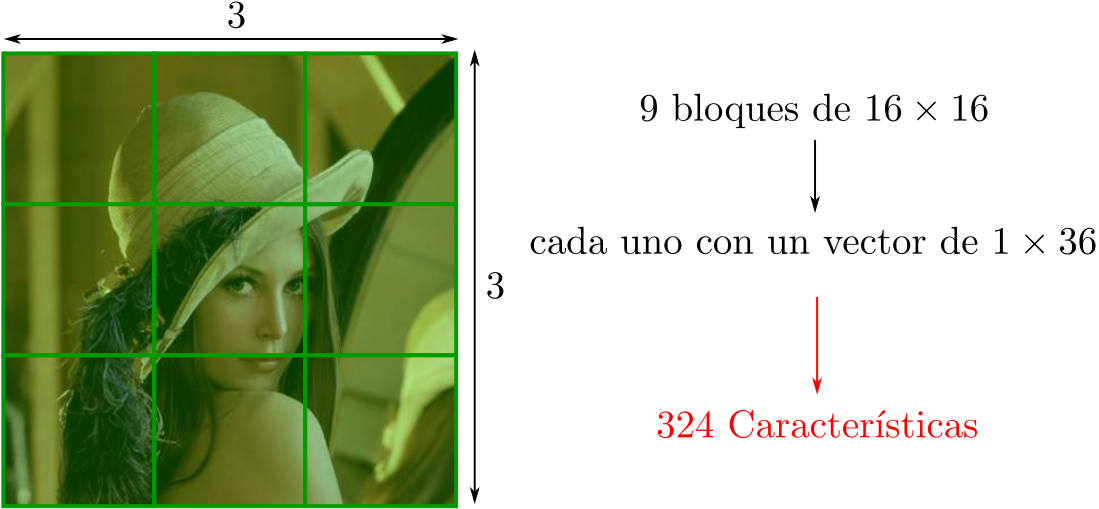 3
3
9 bloques de 16 × 16
cada uno con un vector de 1 × 36
324 Características